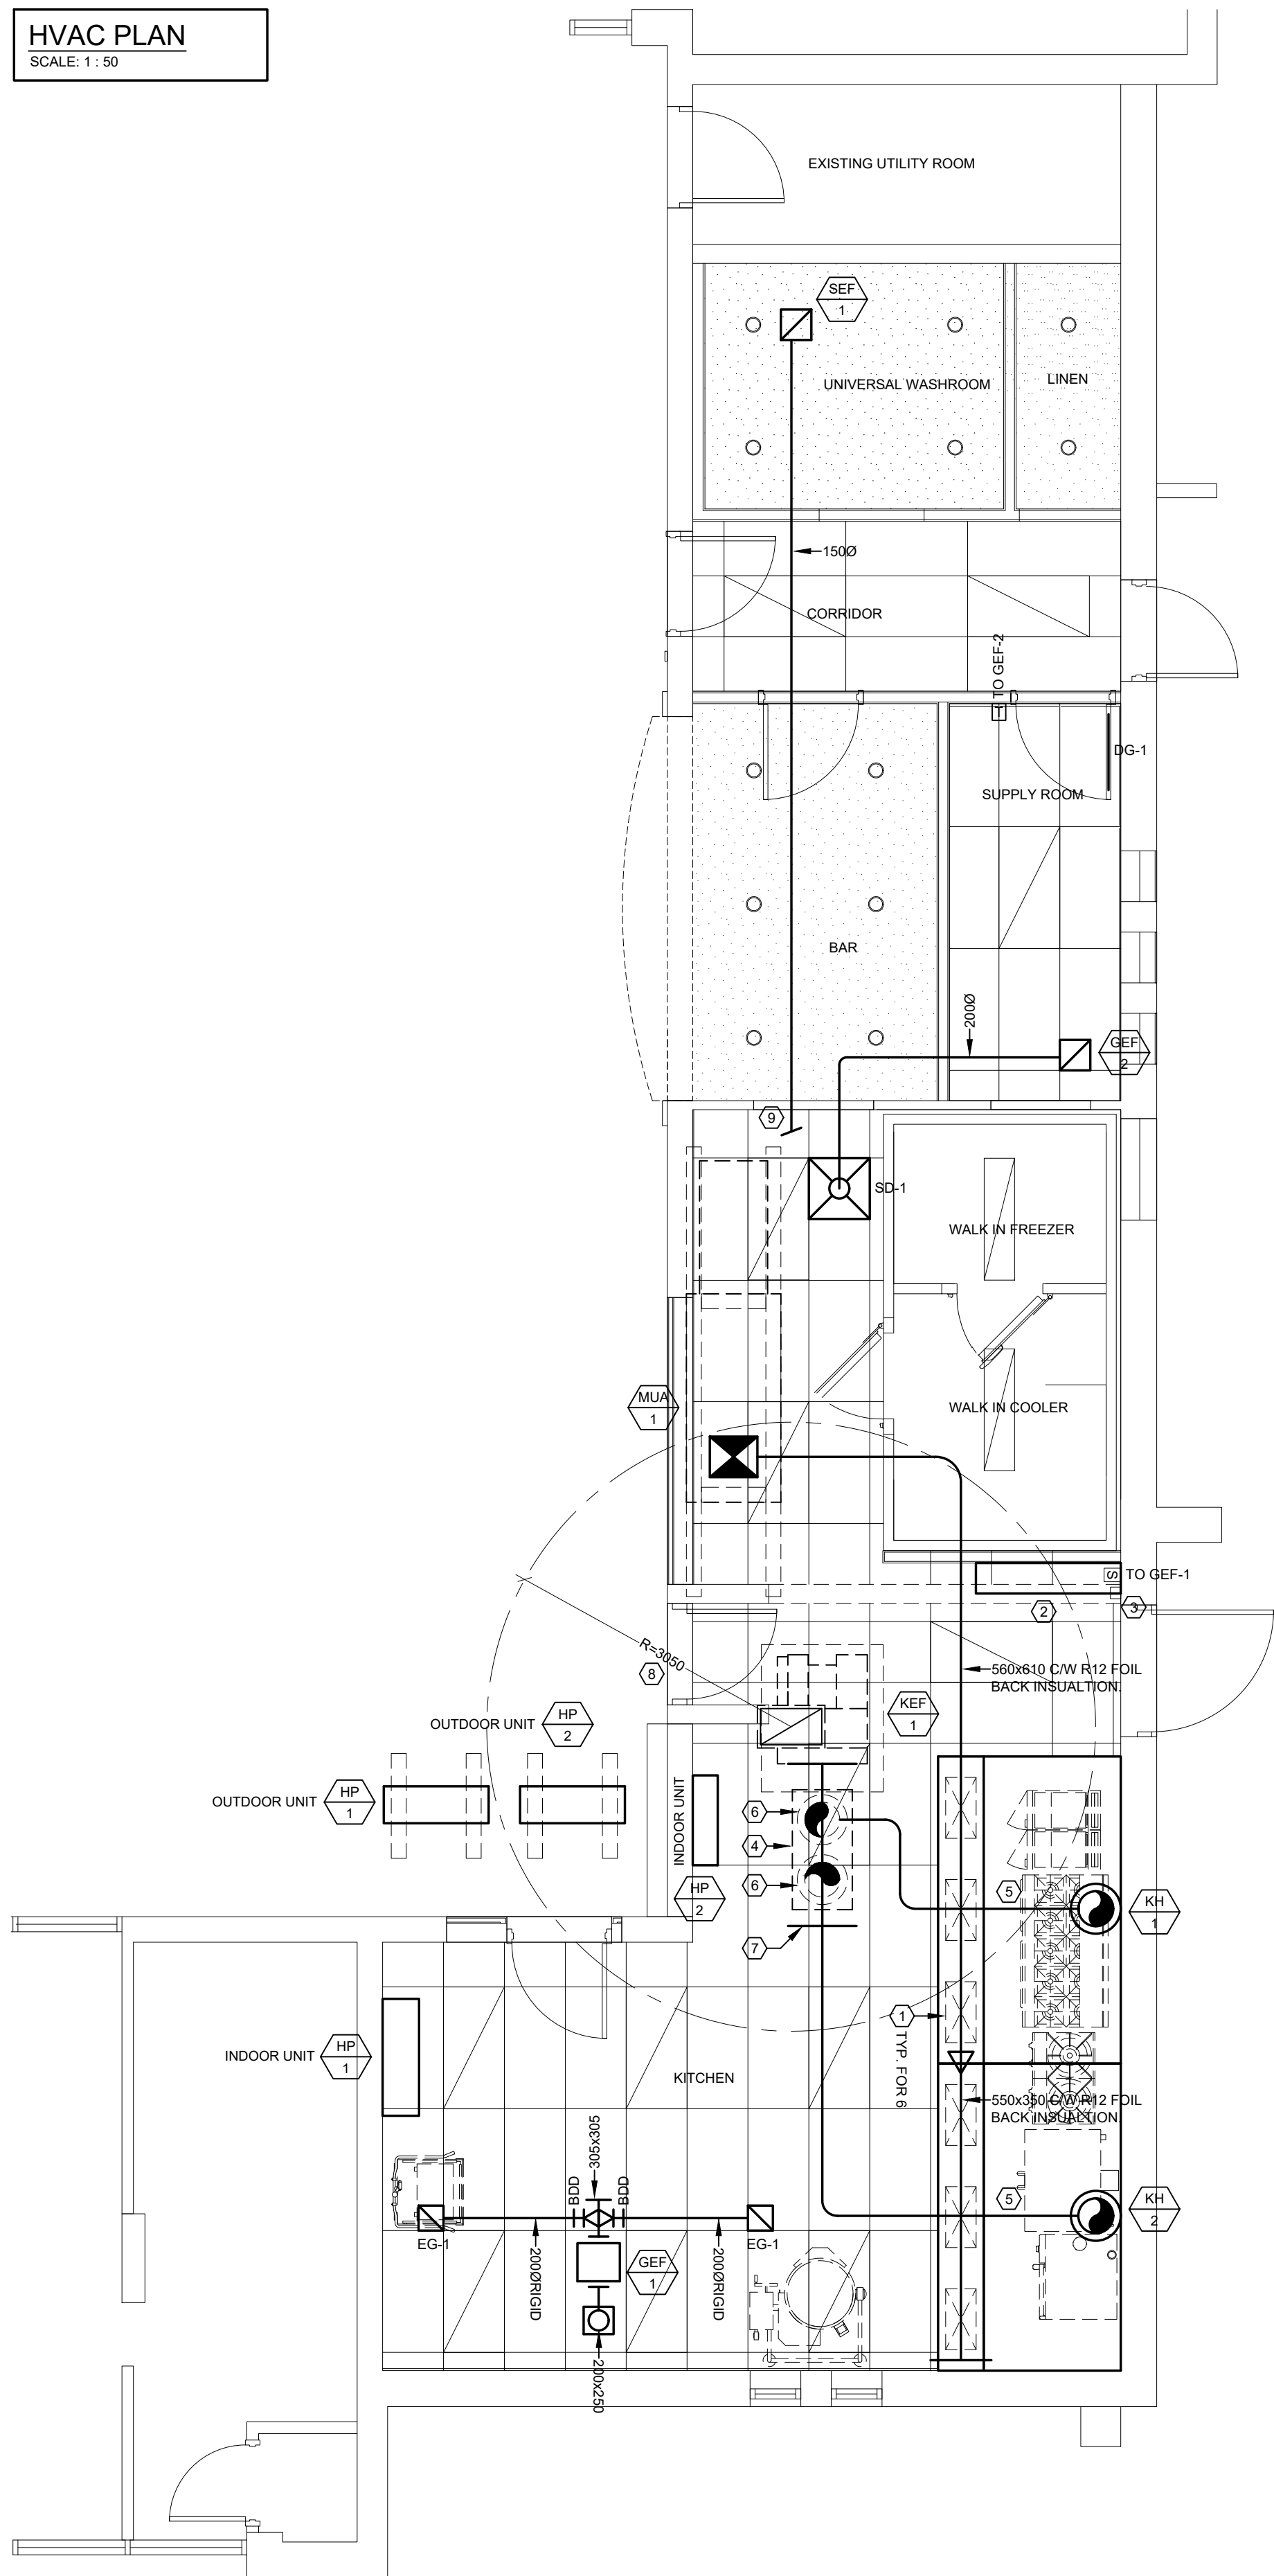 HVAC PLAN
SCALE: 1 : 50
EXISTING UTILITY ROOM
SEF
1
UNIVERSAL WASHROOM
LINEN
150Ø
CORRIDOR
TO GEF-2
T
DG-1
SUPPLY ROOM
BAR
200Ø
GEF
2
9
SD-1
WALK IN FREEZER
MUA
1
WALK IN COOLER
S
TO GEF-1
2
3
R=3050
8
560x610 C/W R12 FOIL
BACK INSUALTION.
KEF
1
OUTDOOR UNIT
HP
2
OUTDOOR UNIT
HP
1
INDOOR UNIT
HP
2
6
4
6
7
5
KH
1
1
TYP. FOR 6
INDOOR UNIT
HP
1
KITCHEN
550x350 C/W R12 FOIL
BACK INSUALTION.
305x305
BDD
BDD
5
KH
2
EG-1
EG-1
200ØRIGID
200ØRIGID
GEF
1
200x250